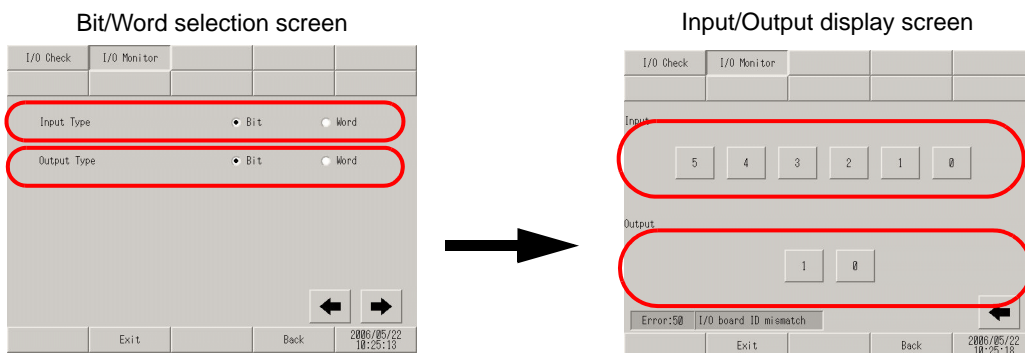 Bit/Word selection screen
I/O Check I/O Monitor
Input Type Bit Word
Output Type Bit Word
Exit Back 2006/05/22
10:25:13
Input/Output display screen
I/O Check I/O Monitor
Input
5 4 3 2 1 0
Output
1 0
Error:50 I/O board ID mismatch
Exit Back 2006/05/22
10:25:18